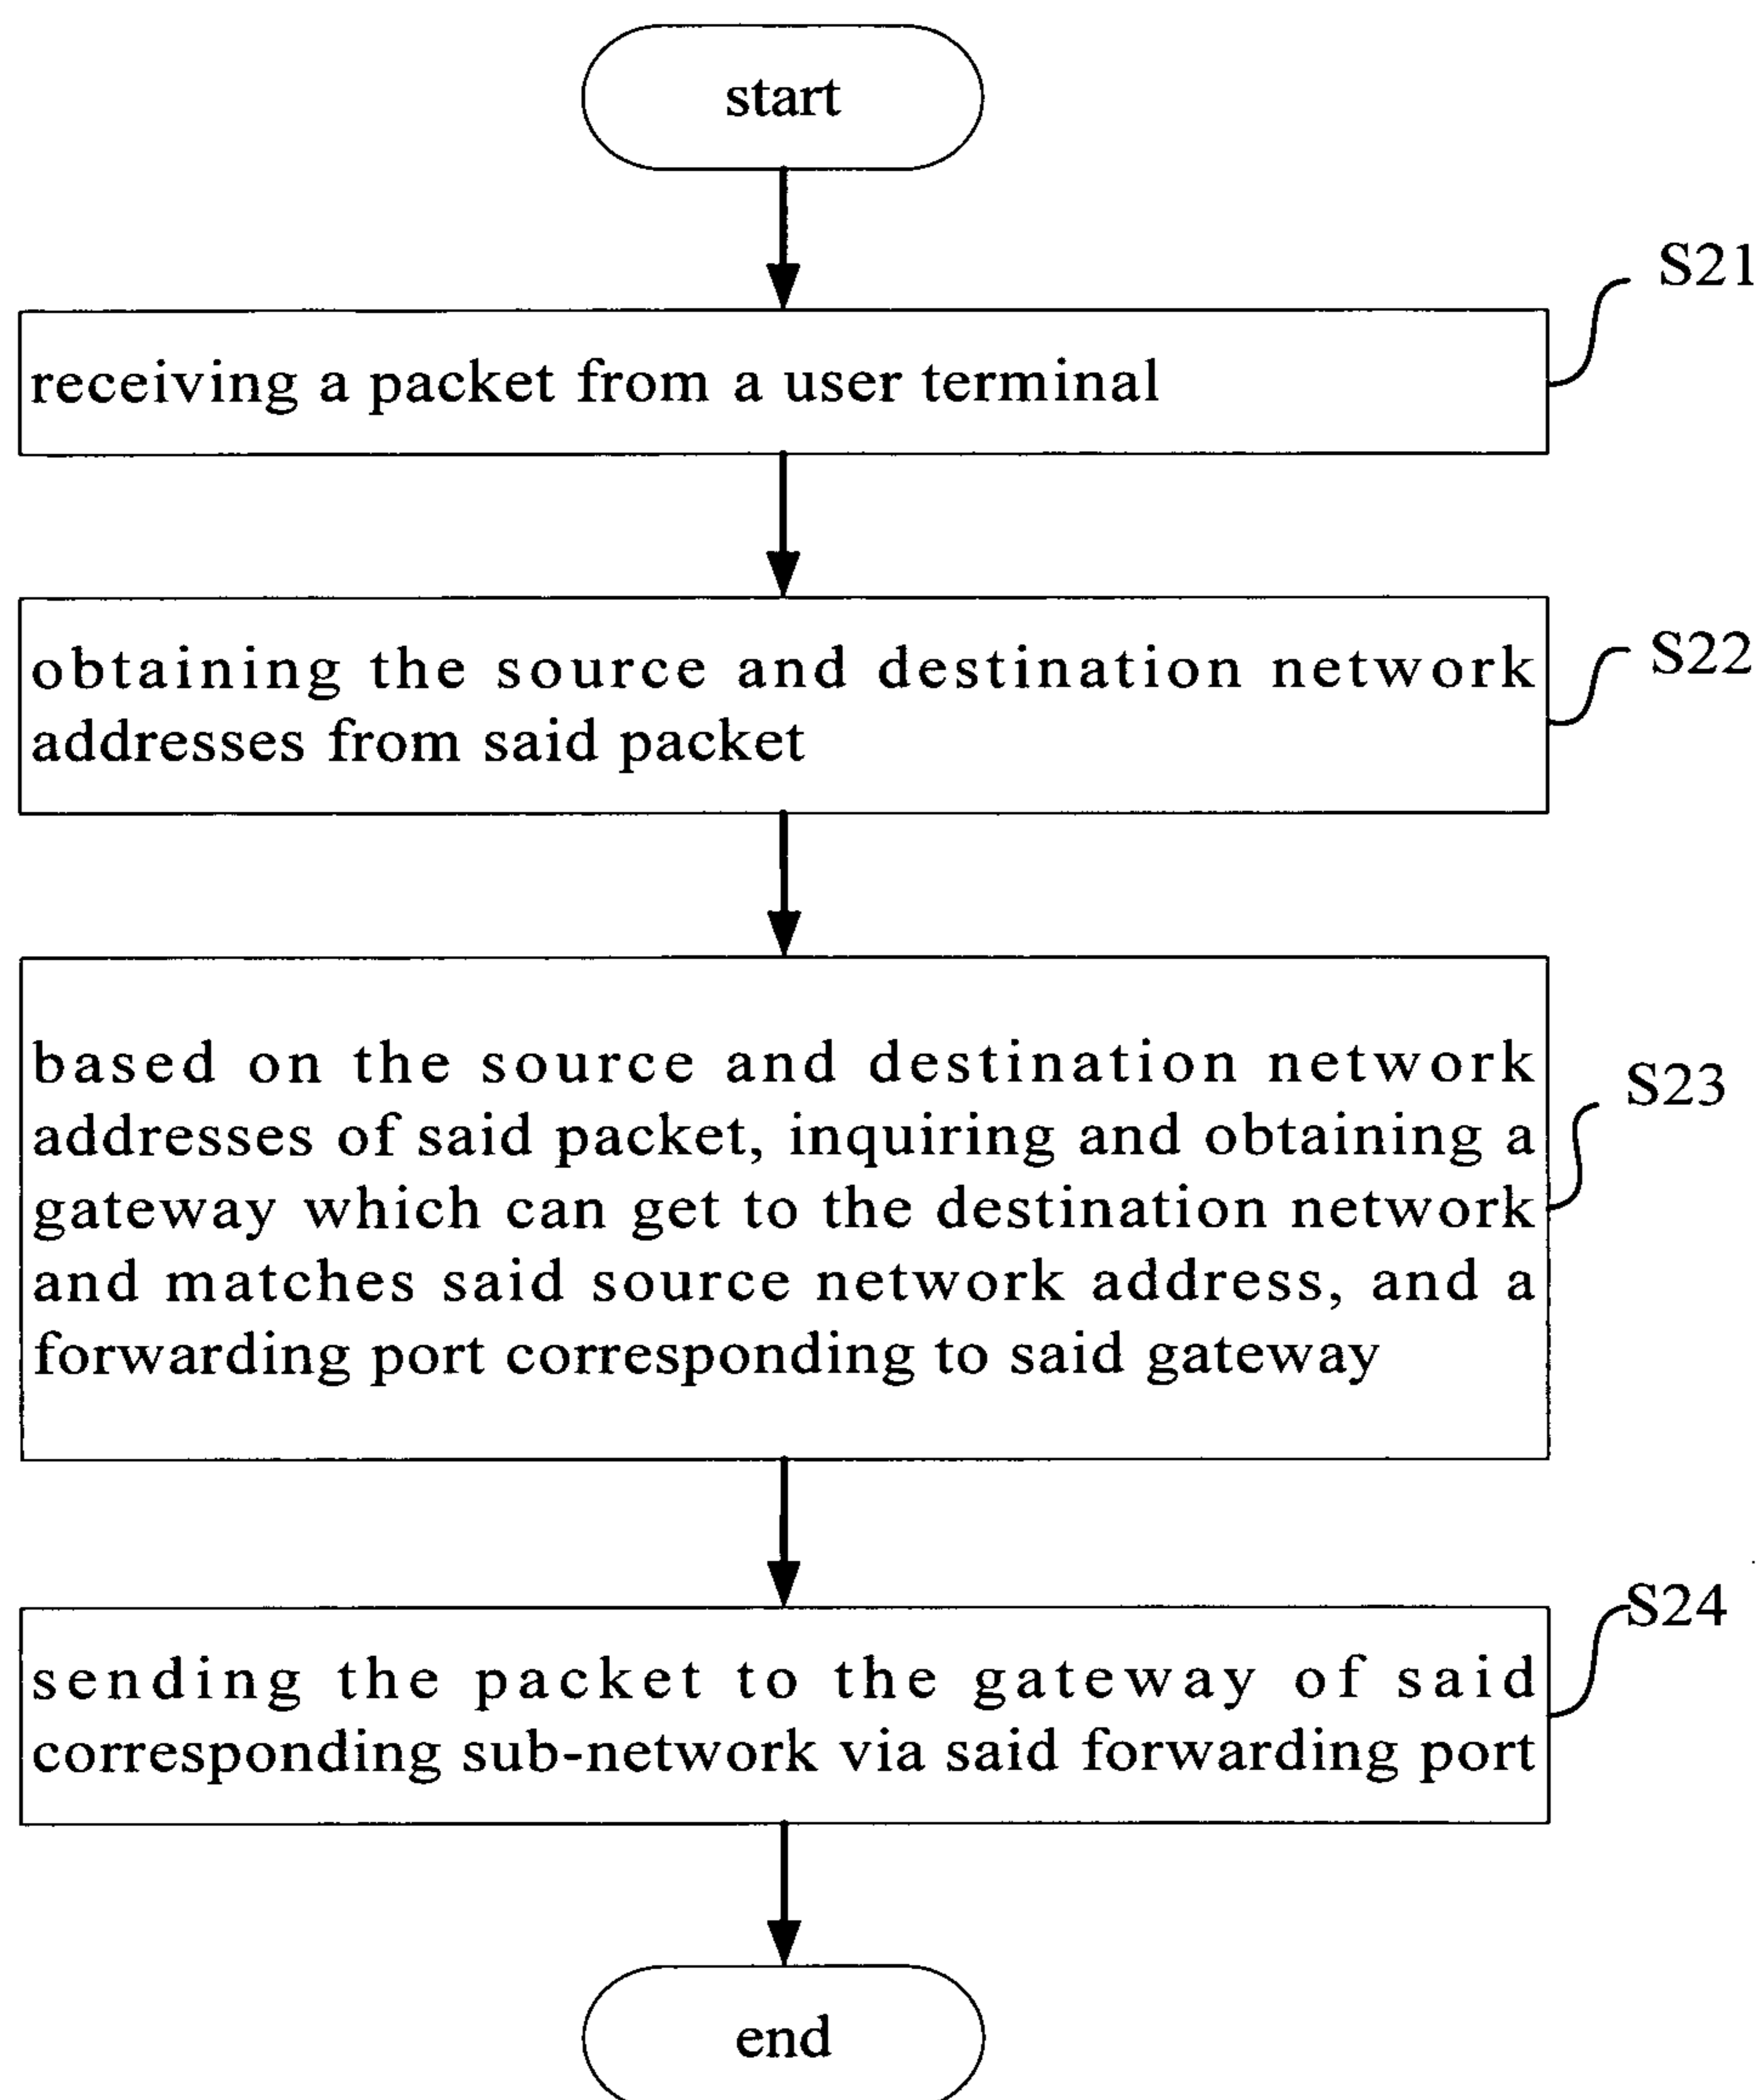 start
S21
receiving a packet from a user terminal
S22
obtaining the source and destination network
addresses from said packet
S23
based on the source and destination network
addresses of said packet, inquiring and obtaining a
gateway which can get to the destination network
and matches said source network address, and a
forwarding port corresponding to said gateway
S24
sending the packet to the gateway of said
corresponding sub-network via said forwarding port
end